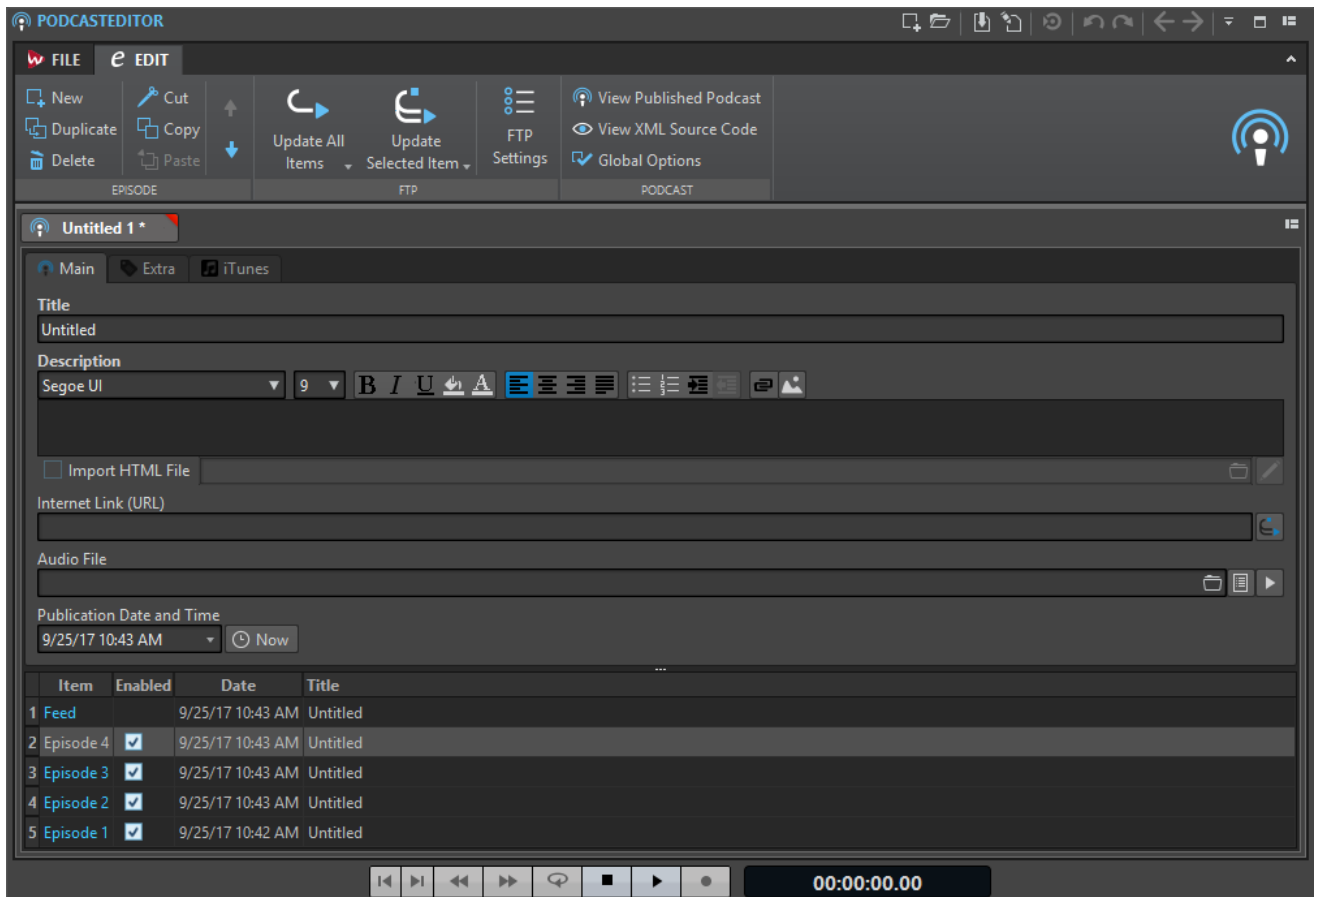 PODCASTEDITOR
FILE EDIT
New Cut
Duplicate Copy
Delete Paste
EPISODE
Update All Items
Update Selected Item
FTP Settings
FTP
View Published Podcast
View XML Source Code
Global Options
PODCAST
Untitled 1 *
Main Extra iTunes
Title
Untitled
Description
Segoe UI 9 B I U A
Import HTML File
Internet Link (URL)
Audio File
Publication Date and Time
9/25/17 10:43 AM Now
Item Enabled Date Title
1 Feed 9/25/17 10:43 AM Untitled
2 Episode 4 9/25/17 10:43 AM Untitled
3 Episode 3 9/25/17 10:43 AM Untitled
4 Episode 2 9/25/17 10:43 AM Untitled
5 Episode 1 9/25/17 10:42 AM Untitled
00:00:00.00